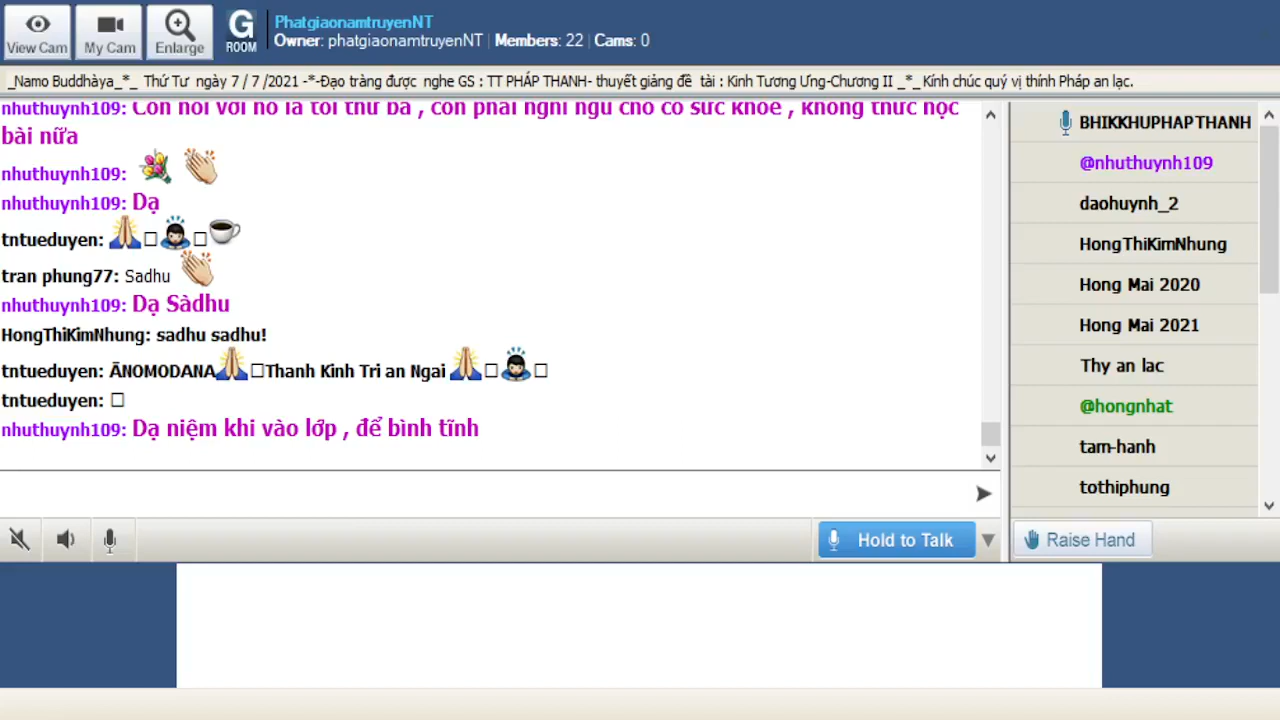 View Cam
My Cam
Enlarge
G
ROOM
PhatgiaonamtruyenNT
Owner: phatgiaonamtruyenNT | Members: 22 | Cams: 0
_Namo Buddhàya_*_ Thứ Tư ngày 7 / 7 /2021 -*-Đạo tràng được nghe GS : TT PHÁP THANH- thuyết giảng đề tài : Kinh Tương Ưng-Chương II _*_Kính chúc quý vị thính Pháp an lạc.
nhuthuynh109: Con nói với nó là tối thứ ba , con phải nghỉ ngủ cho có sức khỏe , không thức học
bài nữa
nhuthuynh109:
nhuthuynh109: Dạ
tntueduyen:
tran phung77: Sadhu
nhuthuynh109: Dạ Sàdhu
HongThiKimNhung: sadhu sadhu!
tntueduyen: ĀNOMODANA Thanh Kinh Tri an Ngai
tntueduyen:
nhuthuynh109: Dạ niệm khi vào lớp , để bình tĩnh
BHIKKHUPHAPTHANH
@nhuthuynh109
daohuynh_2
HongThiKimNhung
Hong Mai 2020
Hong Mai 2021
Thy an lac
@hongnhat
tam-hanh
tothiphung
Hold to Talk
Raise Hand